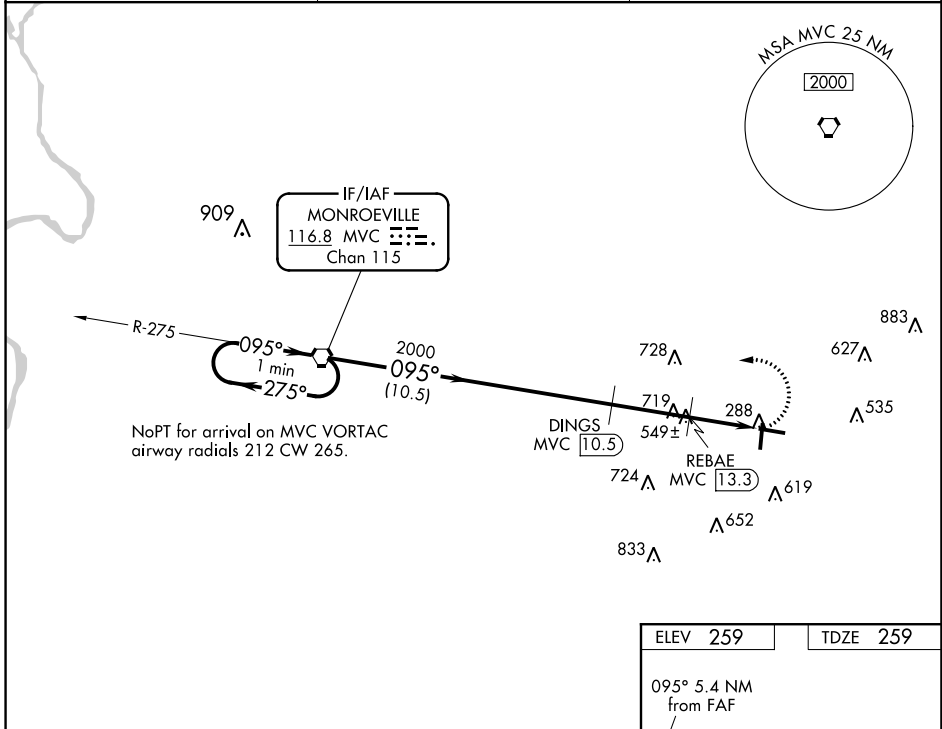 MSA MVC 25 NM
2000
909
IF/IAF
MONROEVILLE
116.8 MVC
Chan 115
R-275
095°
1 min
275°
2000
095°
(10.5)
NoPT for arrival on MVC VORTAC
airway radials 212 CW 265.
883
627
728
535
719
288
549±
DINGS
MVC 10.5
REBAE
MVC 13.3
724
619
652
833
ELEV 259
TDZE 259
095° 5.4 NM
from FAF